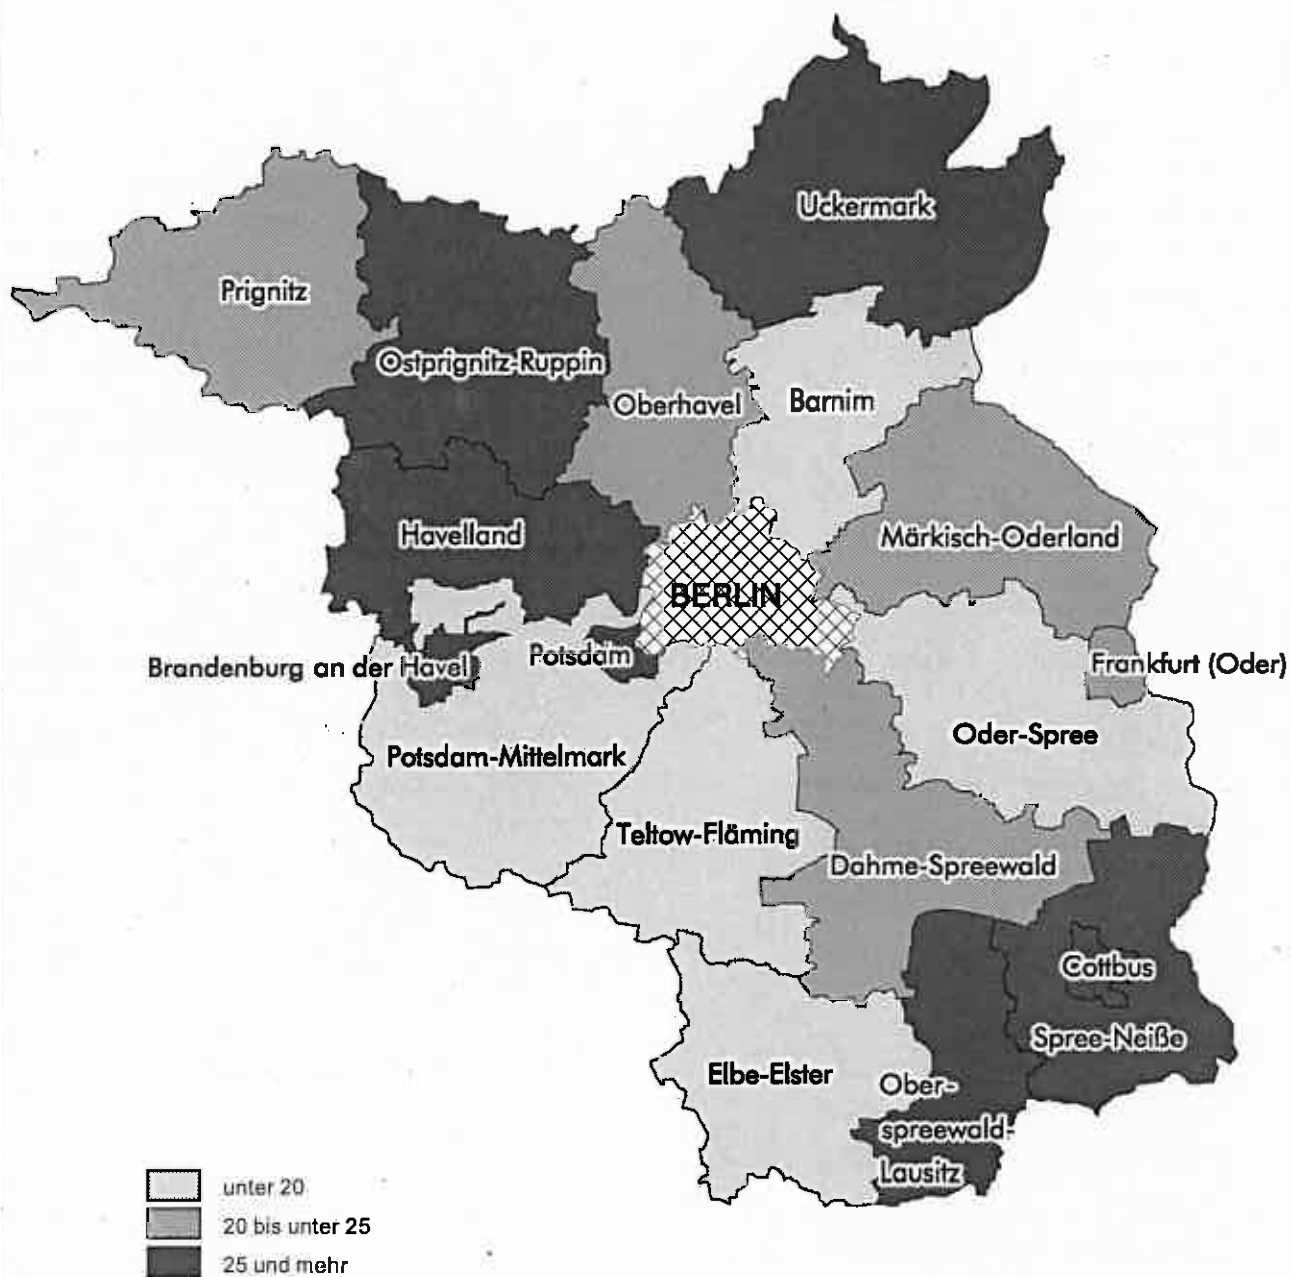 Uckermark
Prignitz
Ostprignitz-Ruppin
Oberhavel
Barnim
Havelland
Märkisch-Oderland
BERLIN
Brandenburg an der Havel
Potsdam
Frankfurt (Oder)
Potsdam-Mittelmark
Oder-Spree
Teltow-Fläming
Dahme-Spreewald
Cottbus
Spree-Neiße
Elbe-Elster
Ober-
spreewald-
Lausitz
unter 20
20 bis unter 25
25 und mehr